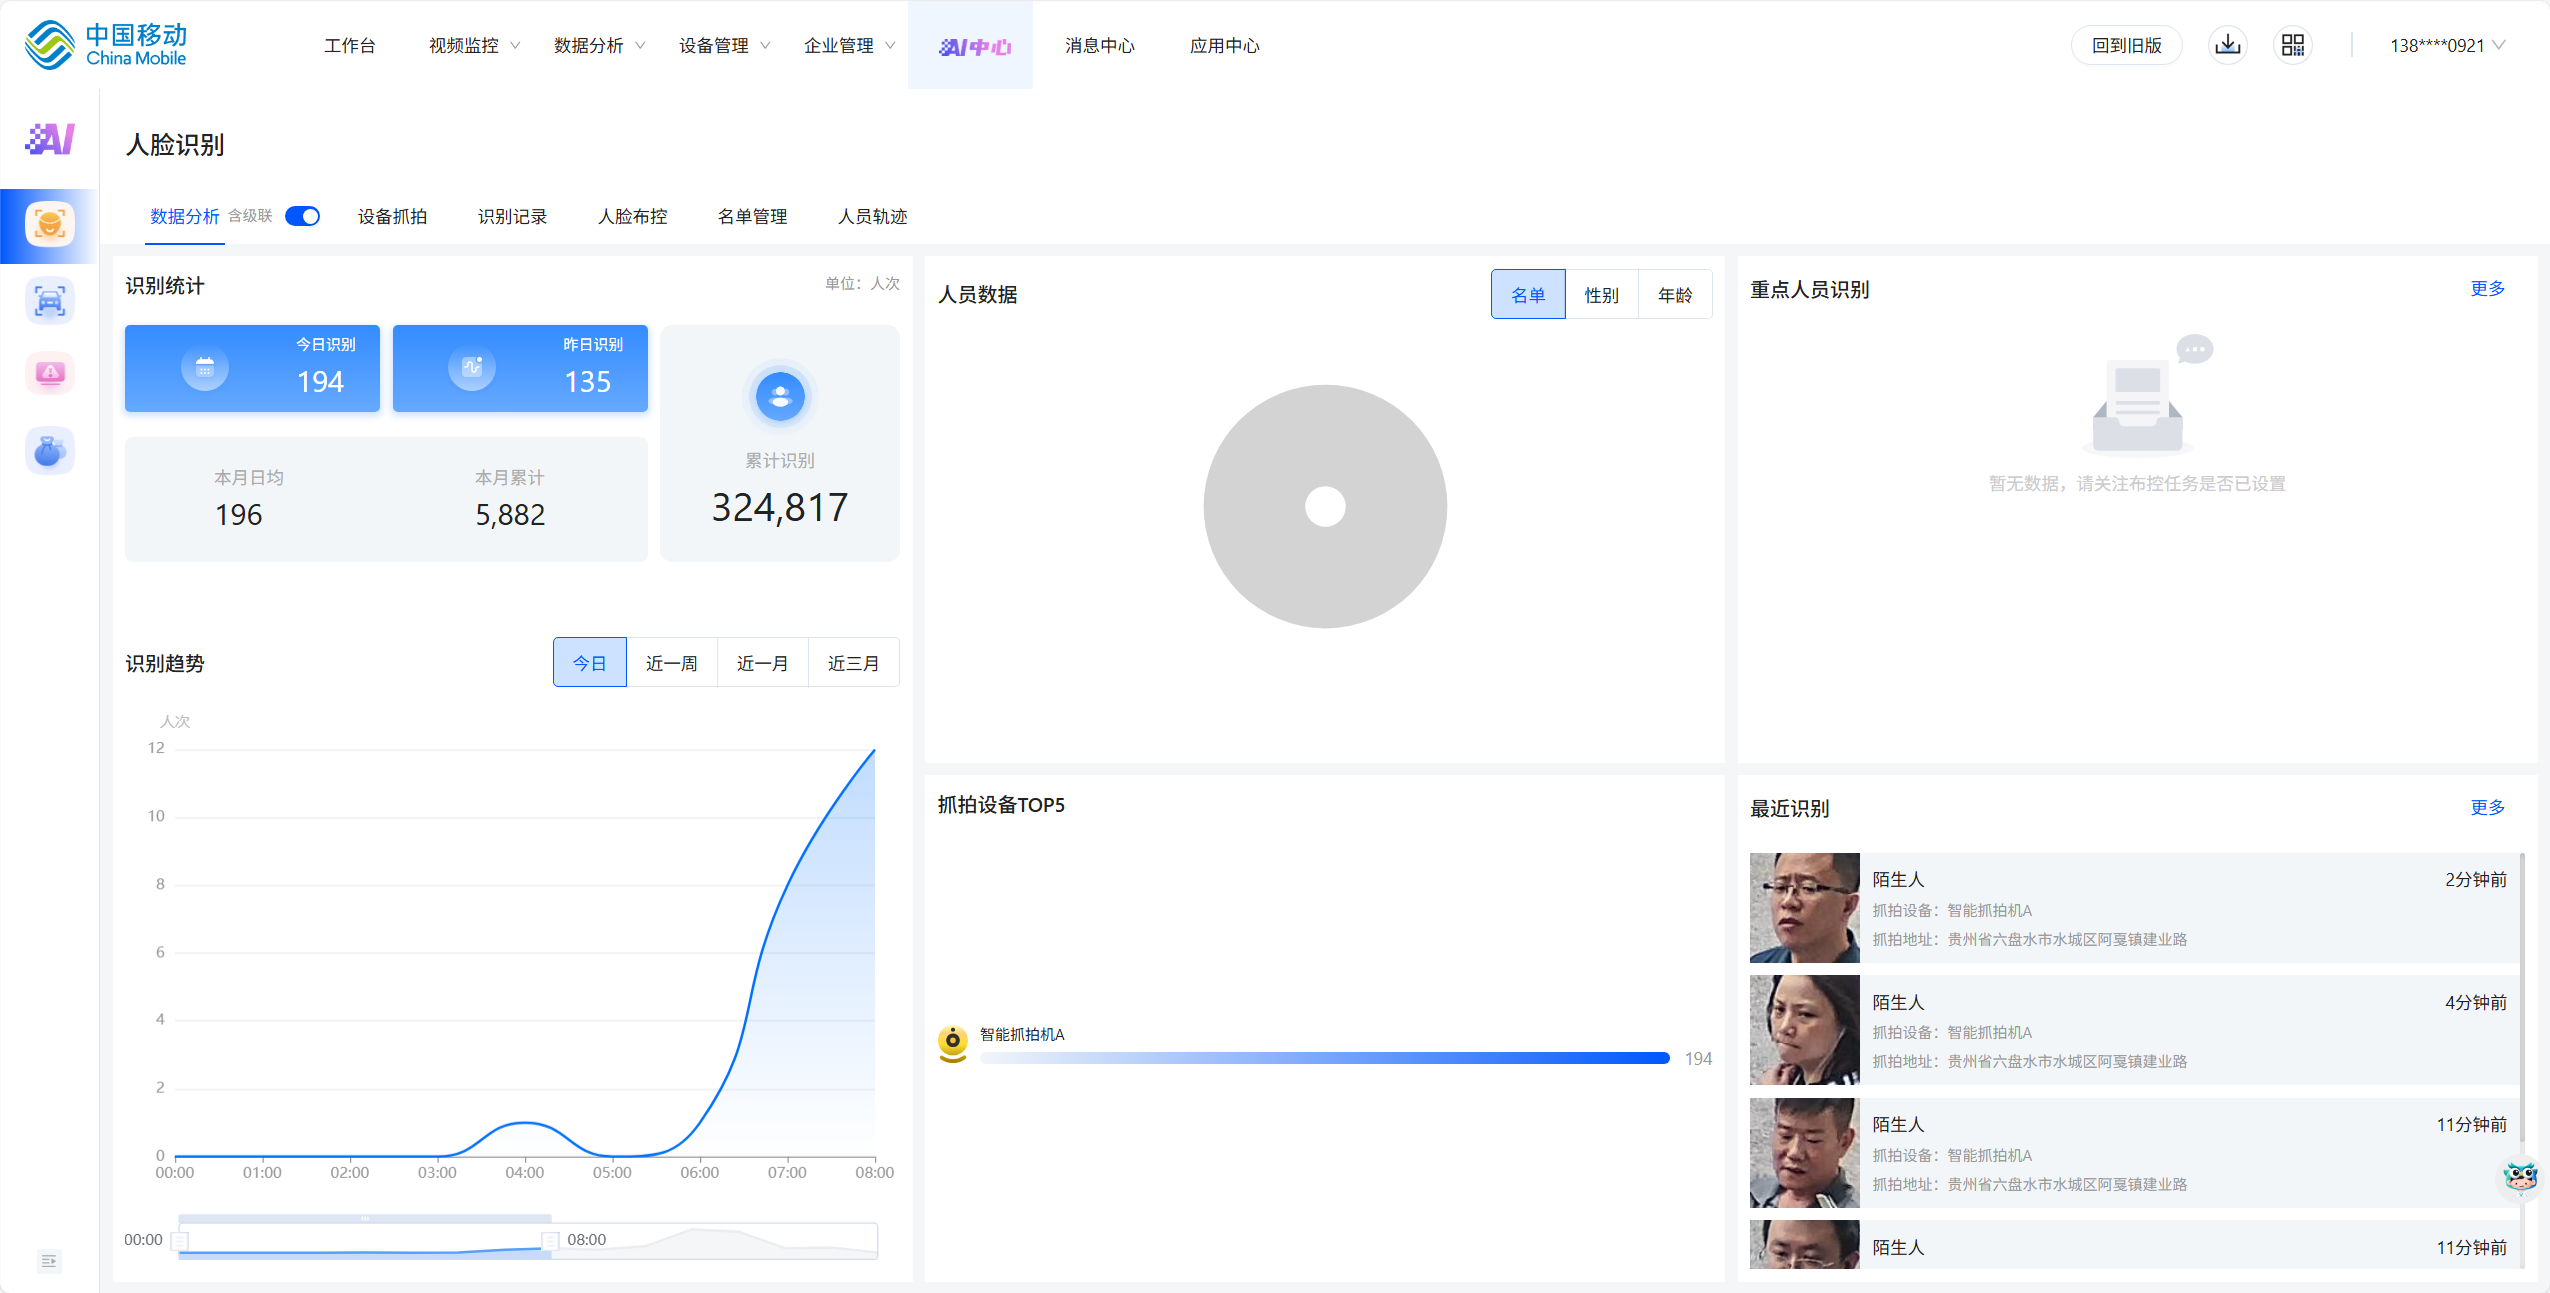 中国移动
China Mobile
工作台
视频监控
数据分析
设备管理
企业管理
AI中心
消息中心
应用中心
回到旧版
138****0921
AI
人脸识别
数据分析 含级联
设备抓拍
识别记录
人脸布控
名单管理
人员轨迹
识别统计
单位：人次
今日识别
194
昨日识别
135
本月日均
196
本月累计
5,882
累计识别
324,817
识别趋势
今日
近一周
近一月
近三月
人次
12
10
8
6
4
2
0
00:00 01:00 02:00 03:00 04:00 05:00 06:00 07:00 08:00
00:00
08:00
人员数据
名单
性别
年龄
抓拍设备TOP5
智能抓拍机A
194
重点人员识别
更多
暂无数据，请关注布控任务是否已设置
最近识别
更多
陌生人
2分钟前
抓拍设备：智能抓拍机A
抓拍地址：贵州省六盘水市水城区阿戛镇建业路
陌生人
4分钟前
抓拍设备：智能抓拍机A
抓拍地址：贵州省六盘水市水城区阿戛镇建业路
陌生人
11分钟前
抓拍设备：智能抓拍机A
抓拍地址：贵州省六盘水市水城区阿戛镇建业路
陌生人
11分钟前